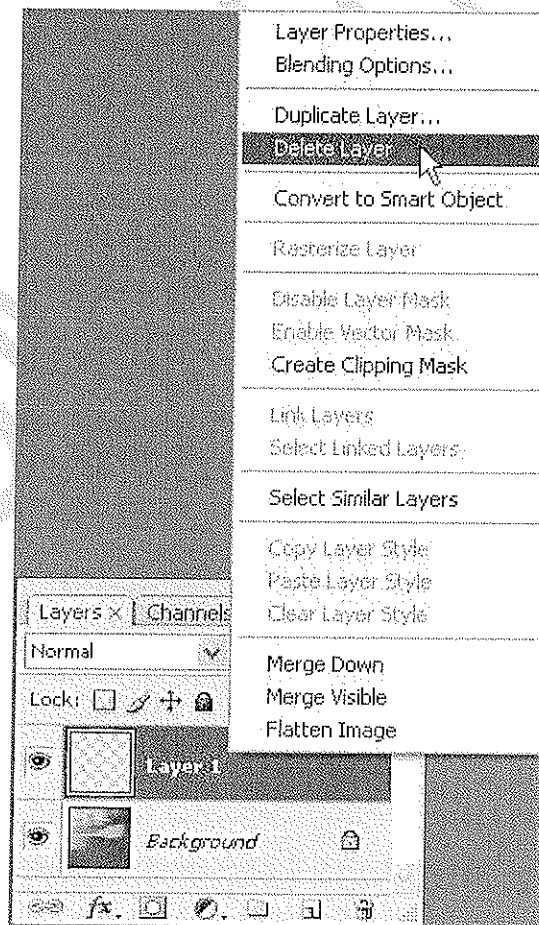 Layer Properties...
Blending Options...
Duplicate Layer...
Delete Layer
Convert to Smart Object
Rasterize Layer
Disable Layer Mask
Enable Vector Mask
Create Clipping Mask
Link Layers
Select Linked Layers
Select Similar Layers
Copy Layer Style
Paste Layer Style
Clear Layer Style
Merge Down
Merge Visible
Flatten Image
Layers × Channels
Normal
Lock:
Layer 1
Background
fx.